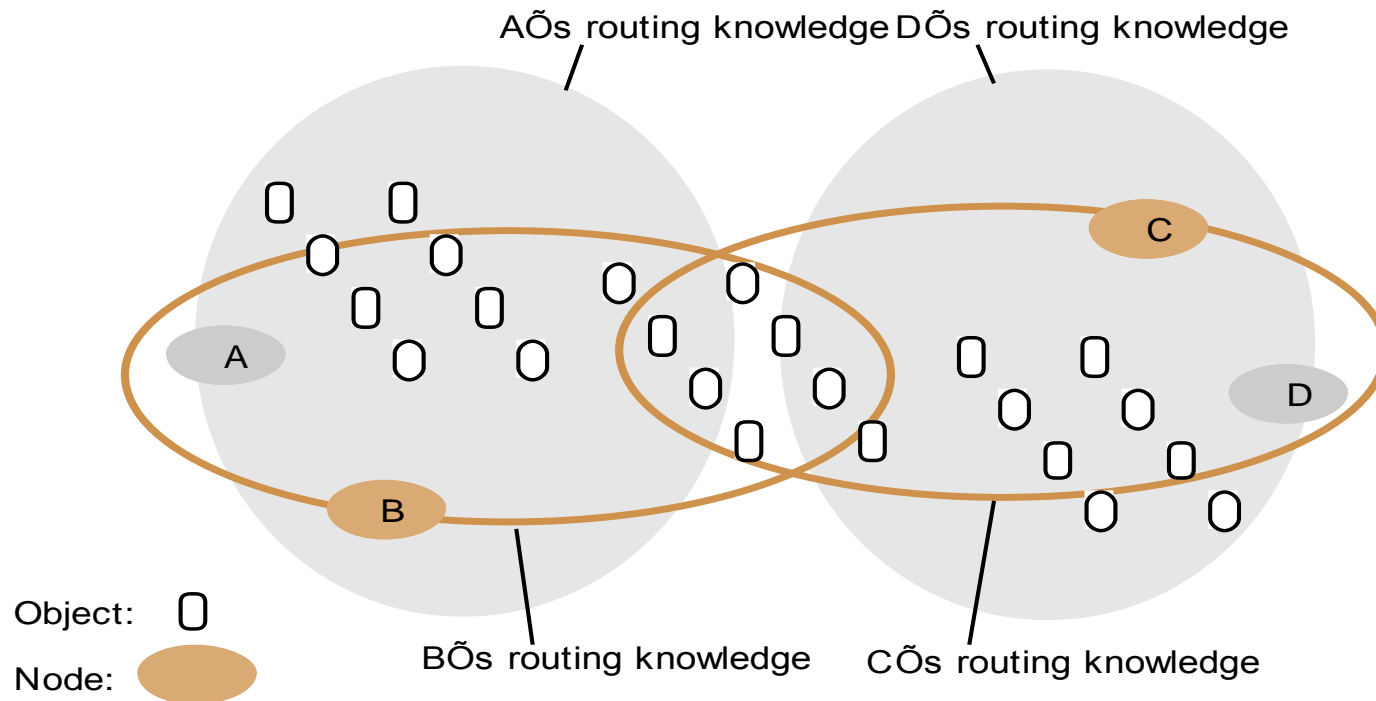 AÕs routing knowledge DÕs routing knowledge
C
A
D
B
Object:
BÕs routing knowledge
CÕs routing knowledge
Node: